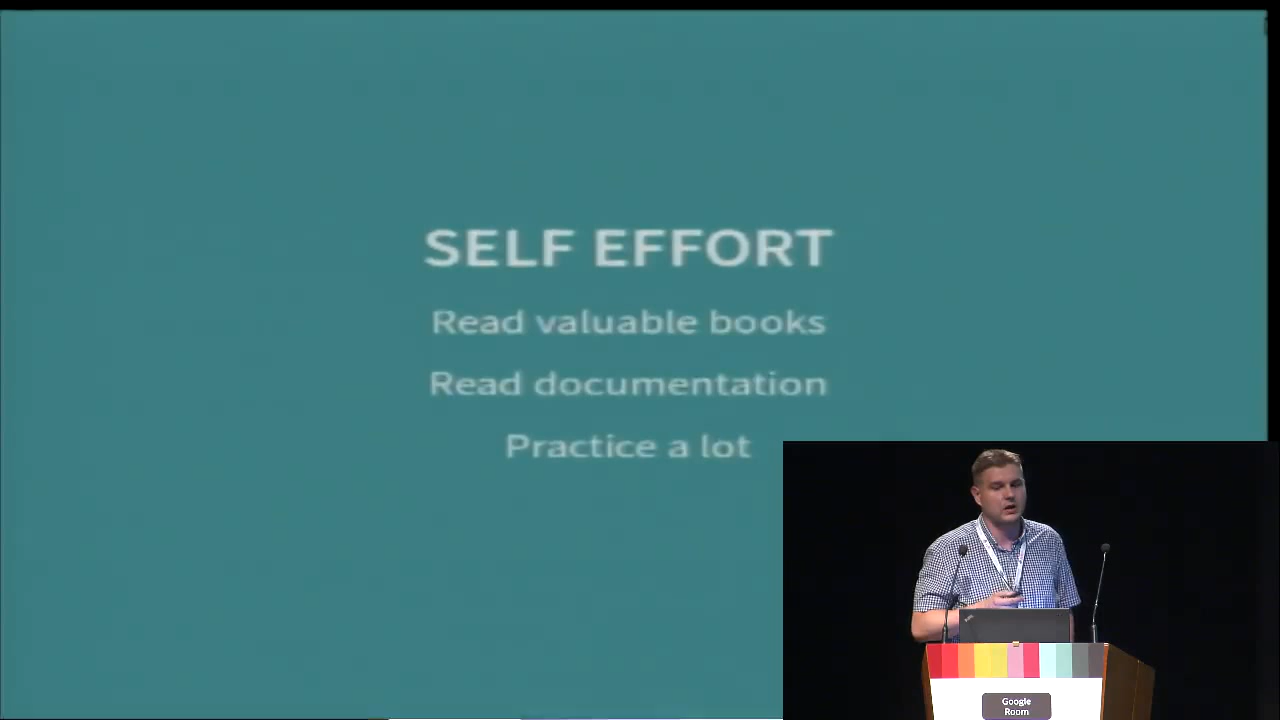 SELF EFFORT
Read valuable books
Read documentation
Practice a lot
Google
Room